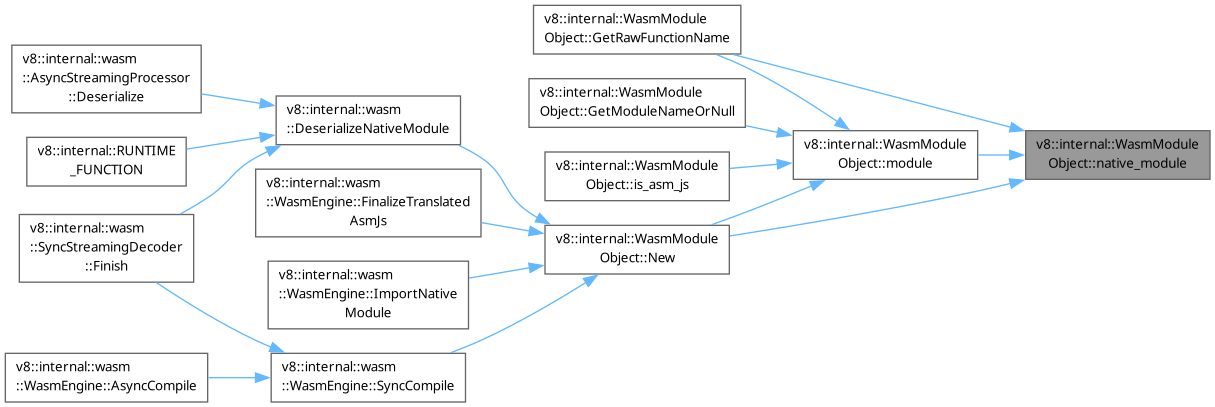 v8::internal::WasmModule
Object::GetRawFunctionName
v8::internal::wasm
::AsyncStreamingProcessor
::Deserialize
v8::internal::WasmModule
Object::GetModuleNameOrNull
v8::internal::wasm
::DeserializeNativeModule
v8::internal::RUNTIME
_FUNCTION
v8::internal::WasmModule
Object::module
v8::internal::WasmModule
Object::native_module
v8::internal::WasmModule
Object::is_asm_js
v8::internal::wasm
::WasmEngine::FinalizeTranslated
AsmJs
v8::internal::wasm
::SyncStreamingDecoder
::Finish
v8::internal::WasmModule
Object::New
v8::internal::wasm
::WasmEngine::ImportNative
Module
v8::internal::wasm
::WasmEngine::AsyncCompile
v8::internal::wasm
::WasmEngine::SyncCompile